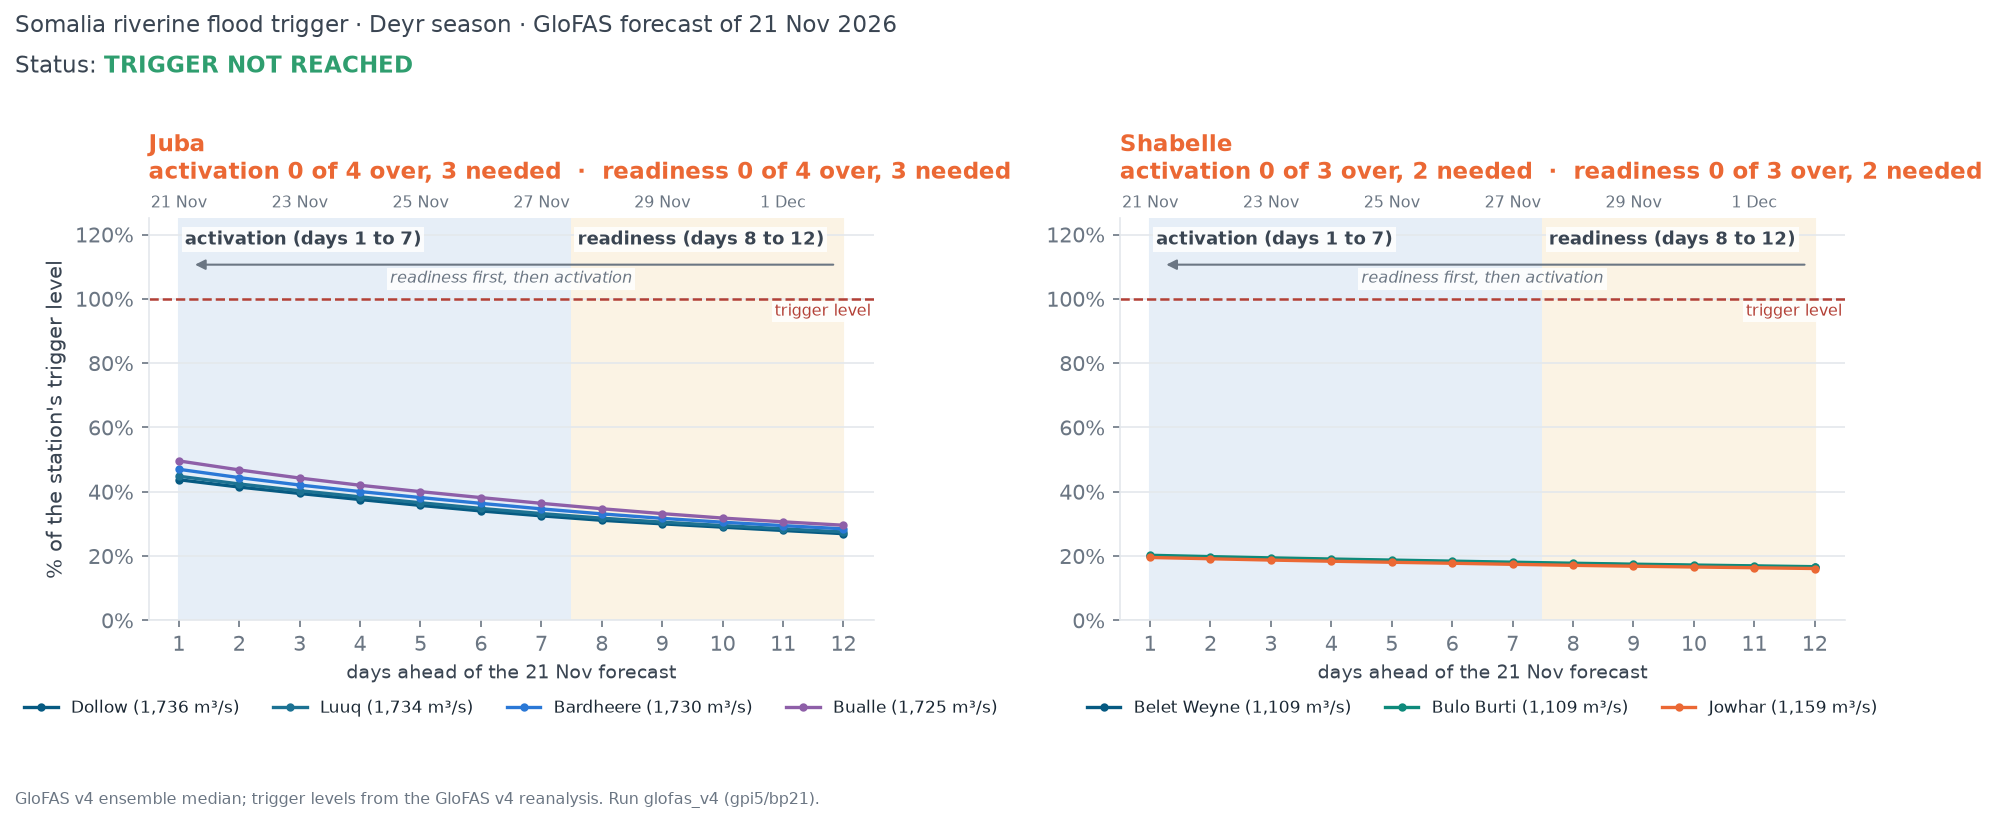 Somalia riverine flood trigger · Deyr season · GloFAS forecast of 21 Nov 2026
Status: TRIGGER NOT REACHED
Juba
activation 0 of 4 over, 3 needed · readiness 0 of 4 over, 3 needed
21 Nov 23 Nov 25 Nov 27 Nov 29 Nov 1 Dec
120%
activation (days 1 to 7) readiness (days 8 to 12)
readiness first, then activation
100%
trigger level
80%
60%
40%
20%
0%
% of the station's trigger level
1 2 3 4 5 6 7 8 9 10 11 12
days ahead of the 21 Nov forecast
Dollow (1,736 m³/s) Luuq (1,734 m³/s) Bardheere (1,730 m³/s) Bualle (1,725 m³/s)
Shabelle
activation 0 of 3 over, 2 needed · readiness 0 of 3 over, 2 needed
21 Nov 23 Nov 25 Nov 27 Nov 29 Nov 1 Dec
120%
activation (days 1 to 7) readiness (days 8 to 12)
readiness first, then activation
100%
trigger level
80%
60%
40%
20%
0%
1 2 3 4 5 6 7 8 9 10 11 12
days ahead of the 21 Nov forecast
Belet Weyne (1,109 m³/s) Bulo Burti (1,109 m³/s) Jowhar (1,159 m³/s)
GloFAS v4 ensemble median; trigger levels from the GloFAS v4 reanalysis. Run glofas_v4 (gpi5/bp21).